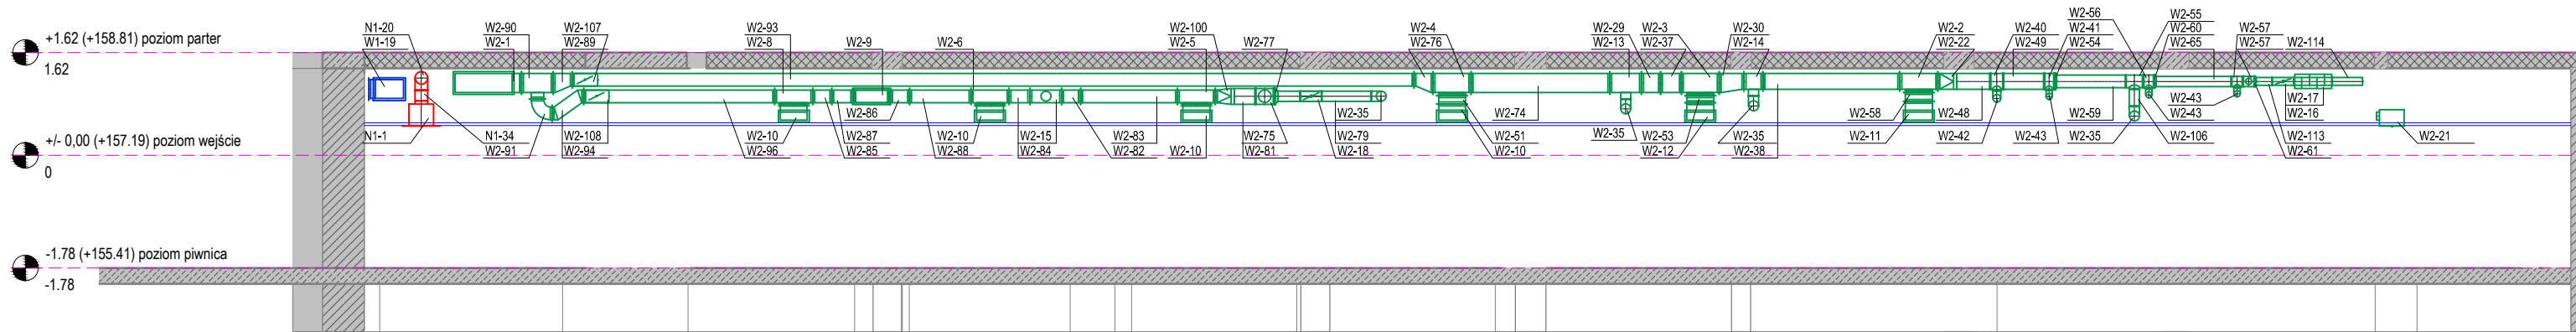 +1.62 (+158.81) poziom parter
1.62
+/- 0,00 (+157.19) poziom wejście
0
-1.78 (+155.41) poziom piwnica
-1.78
N1-20
W1-19
W2-90
W2-1
W2-107
W2-89
W2-93
W2-8
W2-9
W2-6
W2-100
W2-5
W2-77
W2-4
W2-76
W2-29
W2-13
W2-3
W2-37
W2-30
W2-14
W2-2
W2-22
W2-40
W2-49
W2-56
W2-41
W2-54
W2-55
W2-60
W2-65
W2-57
W2-57
W2-114
N1-1
N1-34
W2-91
W2-108
W2-94
W2-10
W2-96
W2-86
W2-87
W2-85
W2-10
W2-88
W2-15
W2-84
W2-83
W2-82
W2-10
W2-75
W2-81
W2-35
W2-79
W2-18
W2-74
W2-51
W2-10
W2-35
W2-53
W2-12
W2-35
W2-38
W2-58
W2-11
W2-48
W2-42
W2-43
W2-59
W2-35
W2-43
W2-43
W2-106
W2-17
W2-16
W2-113
W2-61
W2-21